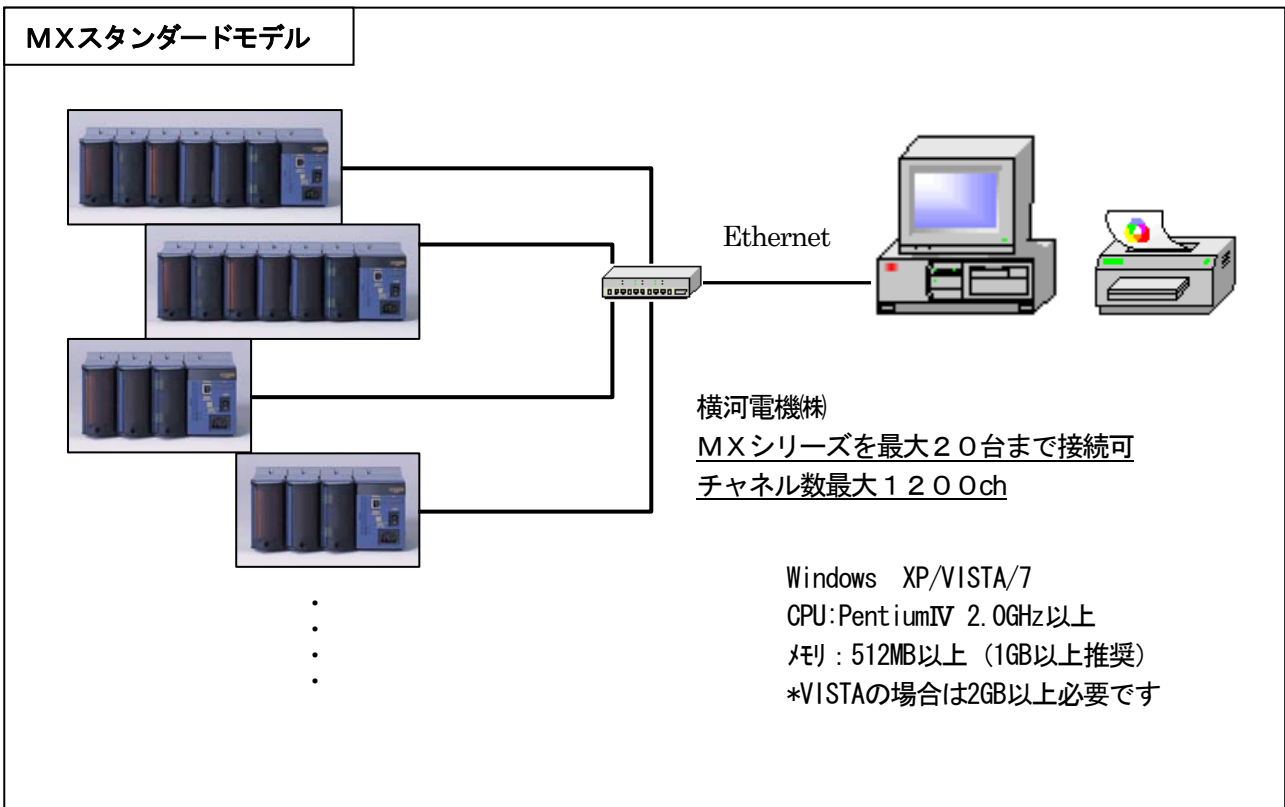 ＭＸスタンダードモデル
Ethernet
横河電機㈱
ＭＸシリーズを最大２０台まで接続可
チャネル数最大１２００ch
Windows　XP/VISTA/7
CPU:PentiumⅣ 2.0GHz以上
ﾒﾓﾘ：512MB以上（1GB以上推奨）
*VISTAの場合は2GB以上必要です